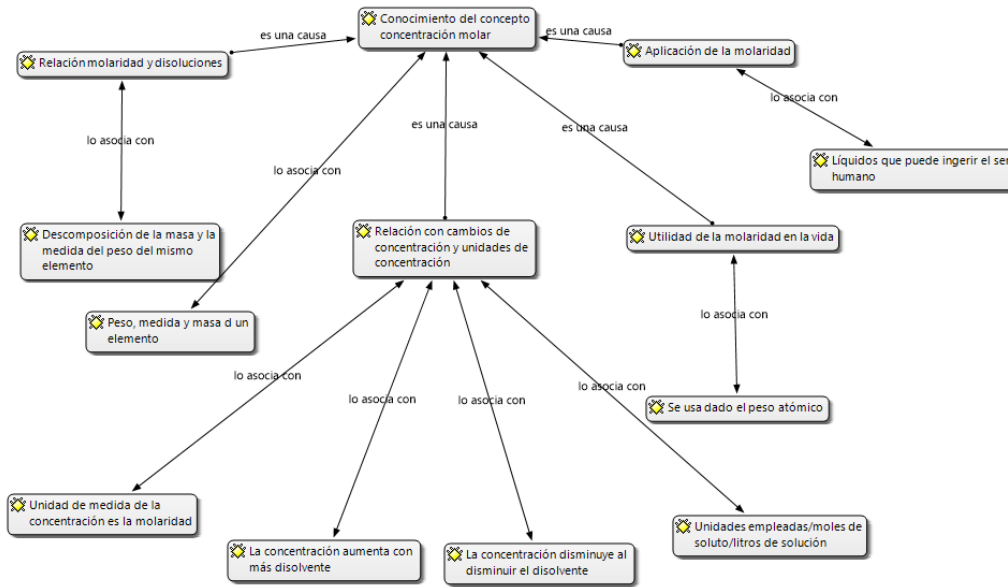 Conocimiento del concepto
concentración molar
es una causa
es una causa
Relación molaridad y disoluciones
Aplicación de la molaridad
lo asocia con
lo asocia con
es una causa
es una causa
lo asocia con
Líquidos que puede ingerir el ser
humano
Descomposición de la masa y la
medida del peso del mismo
elemento
Relación con cambios de
concentración y unidades de
concentración
Utilidad de la molaridad en la vida
Peso, medida y masa d un
elemento
lo asocia con
lo asocia con
lo asocia con
lo asocia con
lo asocia con
Se usa dado el peso atómico
Unidad de medida de la
concentración es la molaridad
La concentración aumenta con
más disolvente
La concentración disminuye al
disminuir el disolvente
Unidades empleadas/moles de
soluto/litros de solución